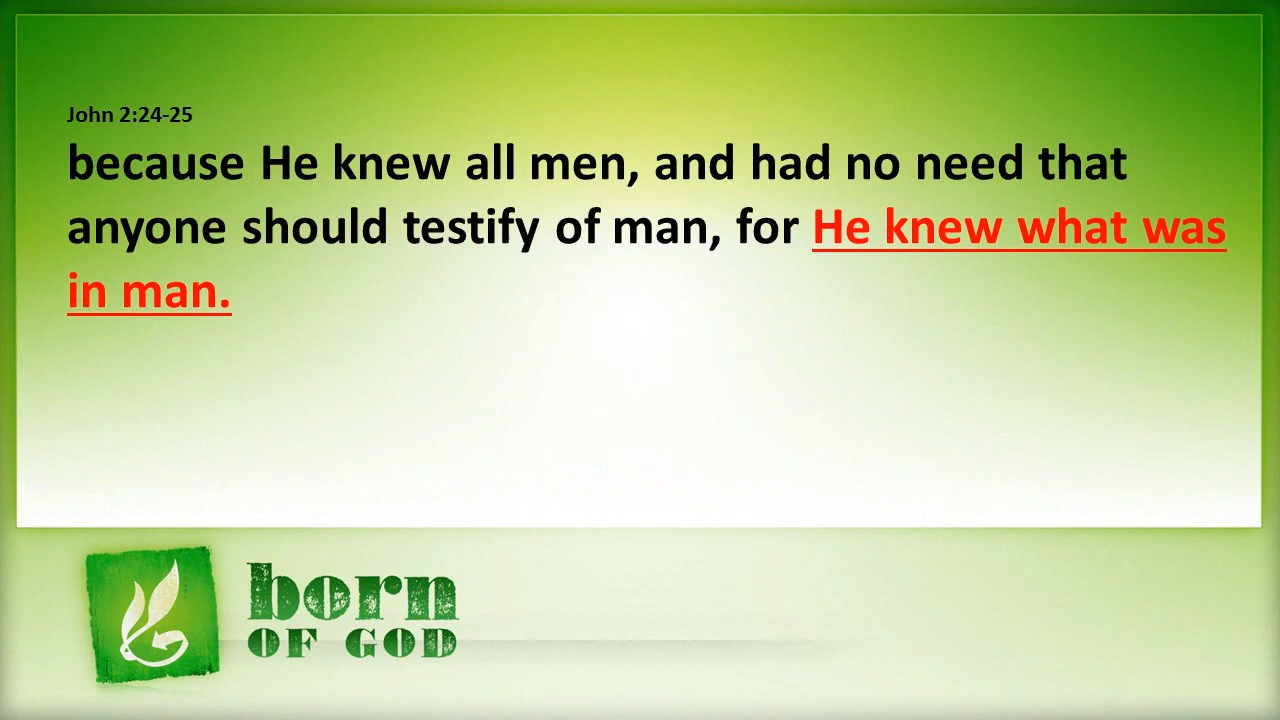 John 2:24-25
because He knew all men, and had no need that
anyone should testify of man, for He knew what was
in man.
born
OF GOD